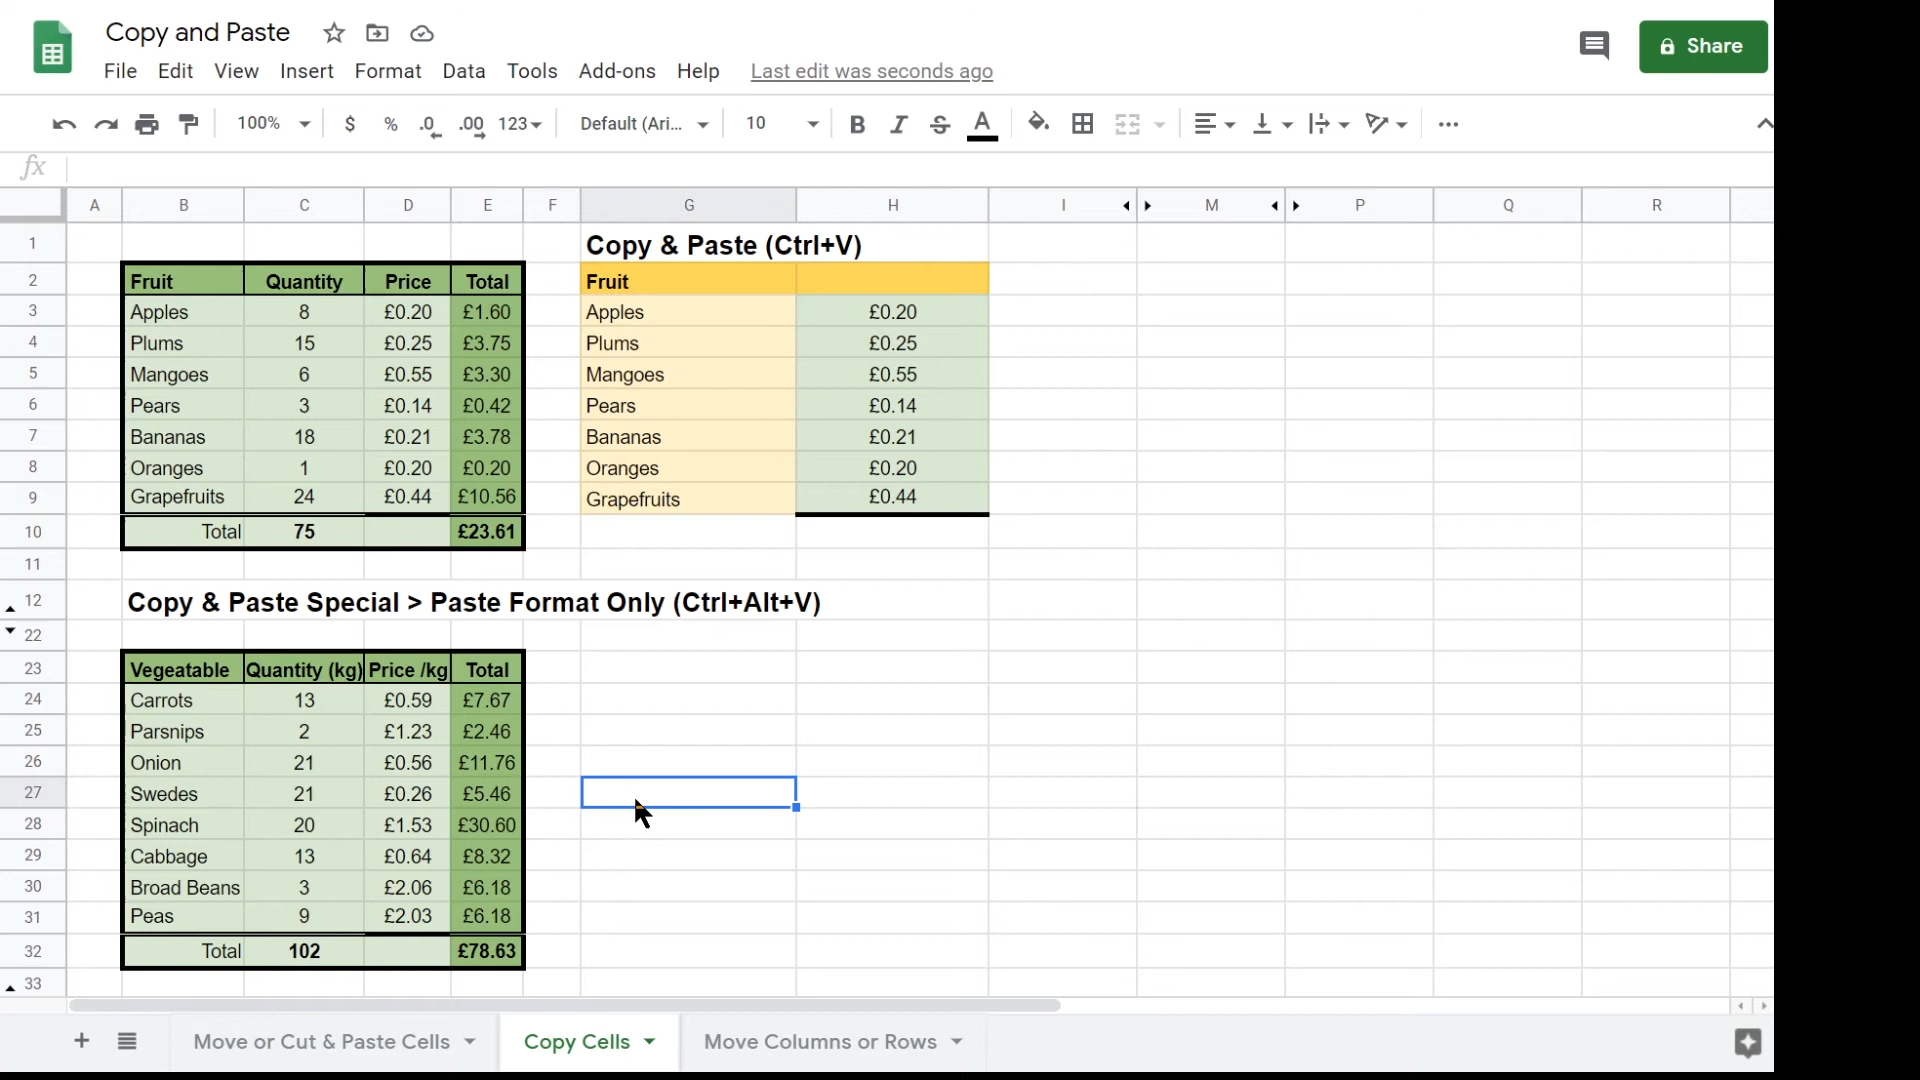 Copy and Paste
File Edit View Insert Format Data Tools Add-ons Help Last edit was seconds ago
Share
100% $ % .0 .00 123 Default (Ari... 10 B I S A
fx
A B C D E F G H I M P Q R
1 Copy & Paste (Ctrl+V)
2 Fruit Quantity Price Total Fruit
3 Apples 8 £0.20 £1.60 Apples £0.20
4 Plums 15 £0.25 £3.75 Plums £0.25
5 Mangoes 6 £0.55 £3.30 Mangoes £0.55
6 Pears 3 £0.14 £0.42 Pears £0.14
7 Bananas 18 £0.21 £3.78 Bananas £0.21
8 Oranges 1 £0.20 £0.20 Oranges £0.20
9 Grapefruits 24 £0.44 £10.56 Grapefruits £0.44
10 Total 75 £23.61
11
12 Copy & Paste Special > Paste Format Only (Ctrl+Alt+V)
22
23 Vegeatable Quantity (kg) Price /kg Total
24 Carrots 13 £0.59 £7.67
25 Parsnips 2 £1.23 £2.46
26 Onion 21 £0.56 £11.76
27 Swedes 21 £0.26 £5.46
28 Spinach 20 £1.53 £30.60
29 Cabbage 13 £0.64 £8.32
30 Broad Beans 3 £2.06 £6.18
31 Peas 9 £2.03 £6.18
32 Total 102 £78.63
33
Move or Cut & Paste Cells Copy Cells Move Columns or Rows